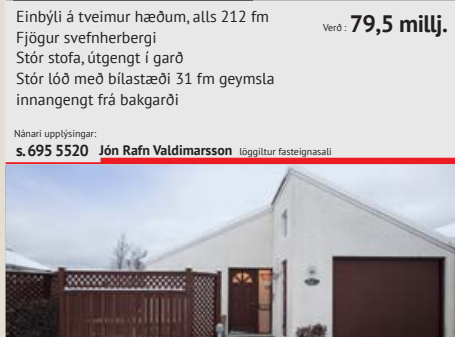 Einbýli á tveimur hæðum, alls 212 fm
Verð : 79,5 millj.
Fjögur svefnherbergi
Stór stofa, útgengt í garð
Stór lóð með bílastæði 31 fm geymsla
innangengt frá bakgarði
Nánari upplýsingar:
s. 695 5520 Jón Rafn Valdimarsson löggiltur fasteignasali